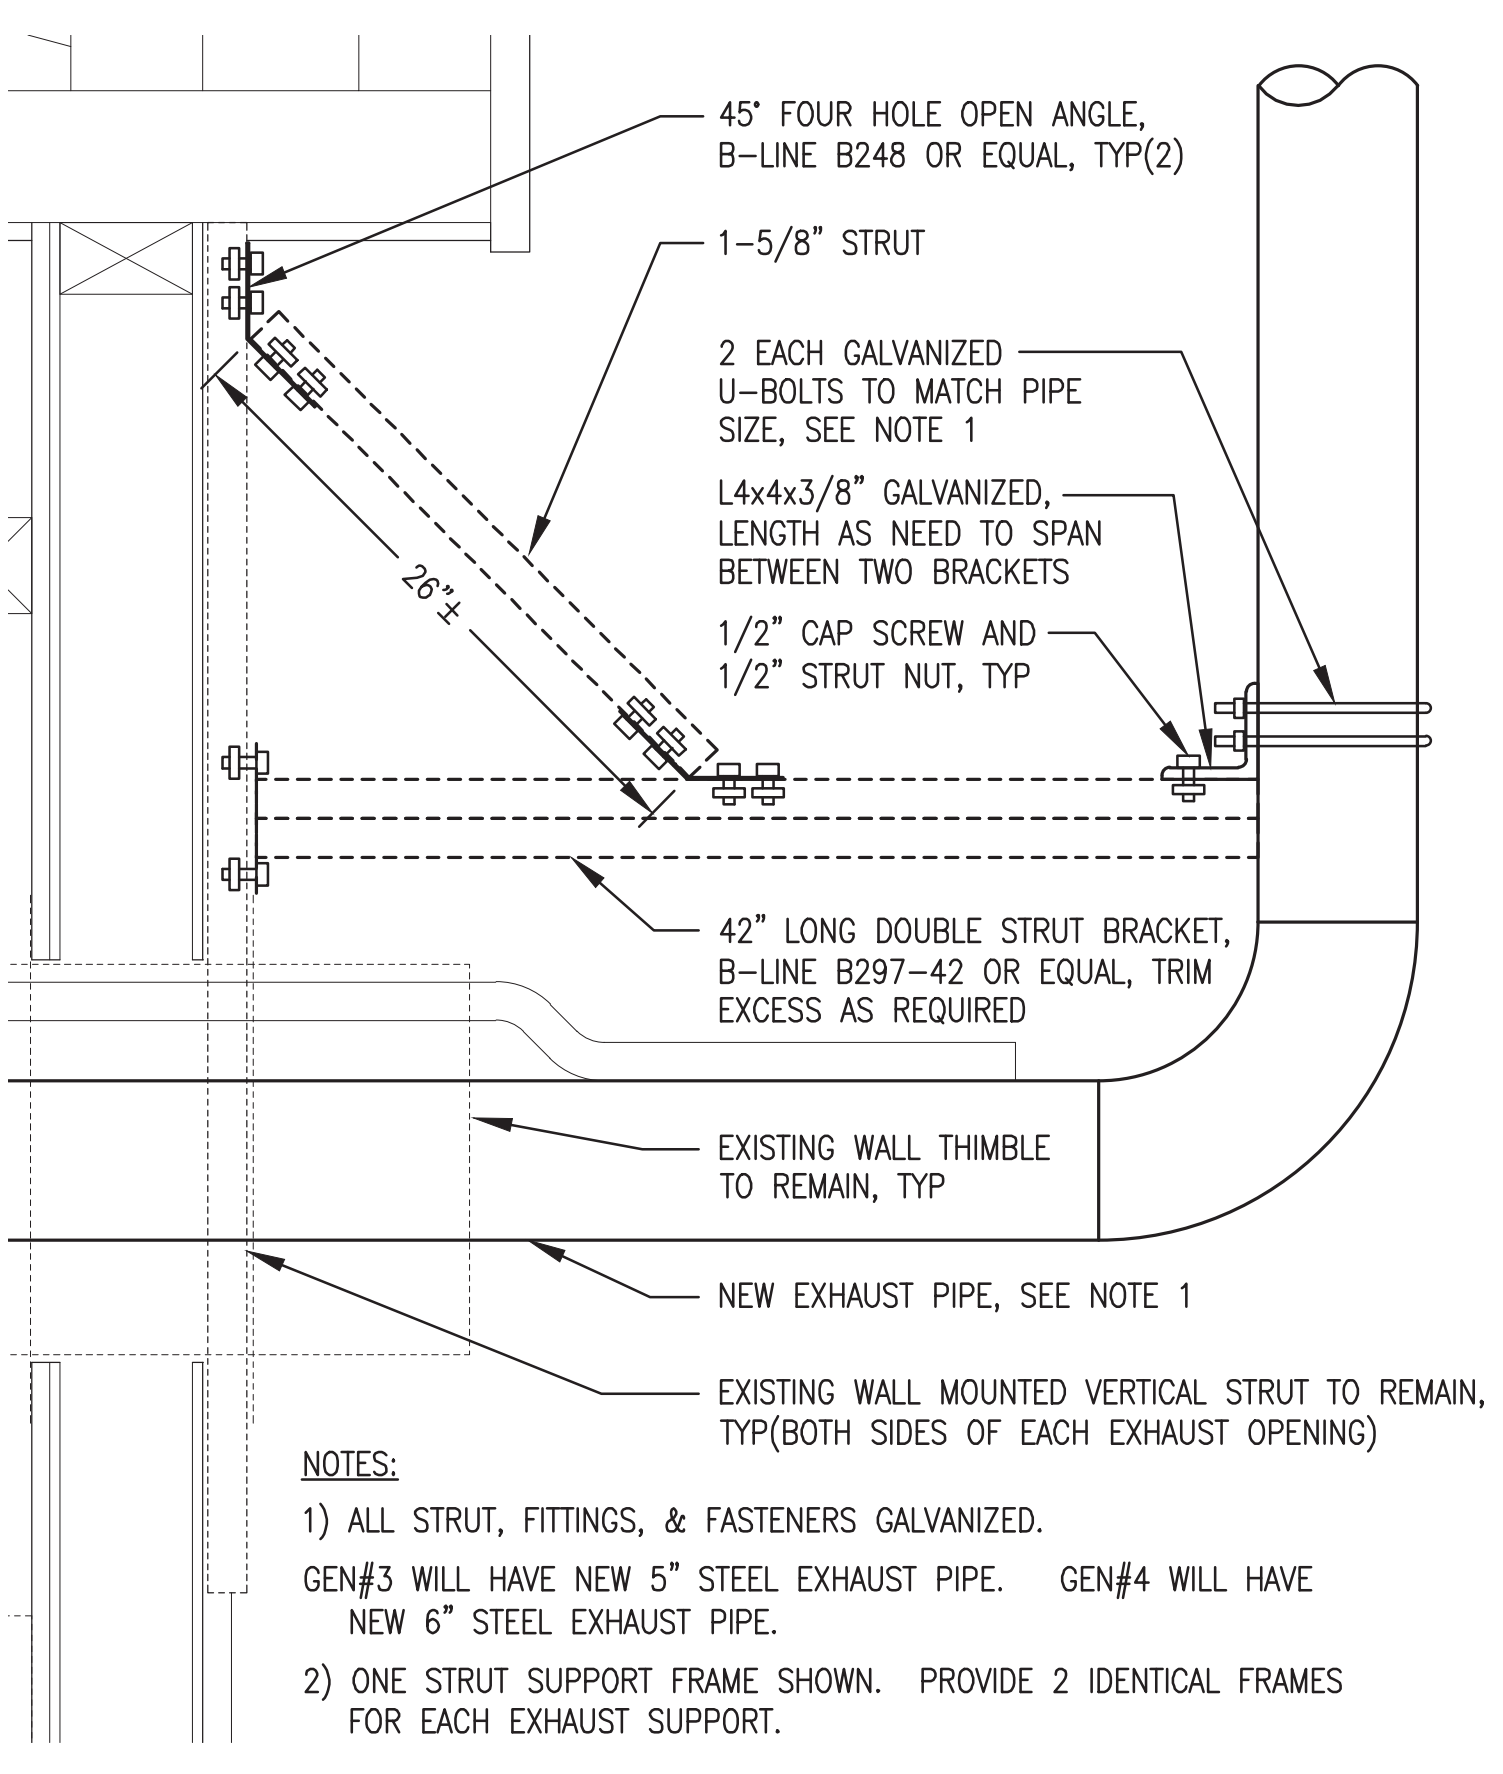 45° FOUR HOLE OPEN ANGLE,
B-LINE B248 OR EQUAL, TYP(2)
1-5/8" STRUT
2 EACH GALVANIZED
U-BOLTS TO MATCH PIPE
SIZE, SEE NOTE 1
L4x4x3/8" GALVANIZED,
LENGTH AS NEED TO SPAN
BETWEEN TWO BRACKETS
26"±
1/2" CAP SCREW AND
1/2" STRUT NUT, TYP
42" LONG DOUBLE STRUT BRACKET,
B-LINE B297-42 OR EQUAL, TRIM
EXCESS AS REQUIRED
EXISTING WALL THIMBLE
TO REMAIN, TYP
NEW EXHAUST PIPE, SEE NOTE 1
EXISTING WALL MOUNTED VERTICAL STRUT TO REMAIN,
TYP(BOTH SIDES OF EACH EXHAUST OPENING)
NOTES:
1) ALL STRUT, FITTINGS, & FASTENERS GALVANIZED.
GEN#3 WILL HAVE NEW 5" STEEL EXHAUST PIPE. GEN#4 WILL HAVE
NEW 6" STEEL EXHAUST PIPE.
2) ONE STRUT SUPPORT FRAME SHOWN. PROVIDE 2 IDENTICAL FRAMES
FOR EACH EXHAUST SUPPORT.